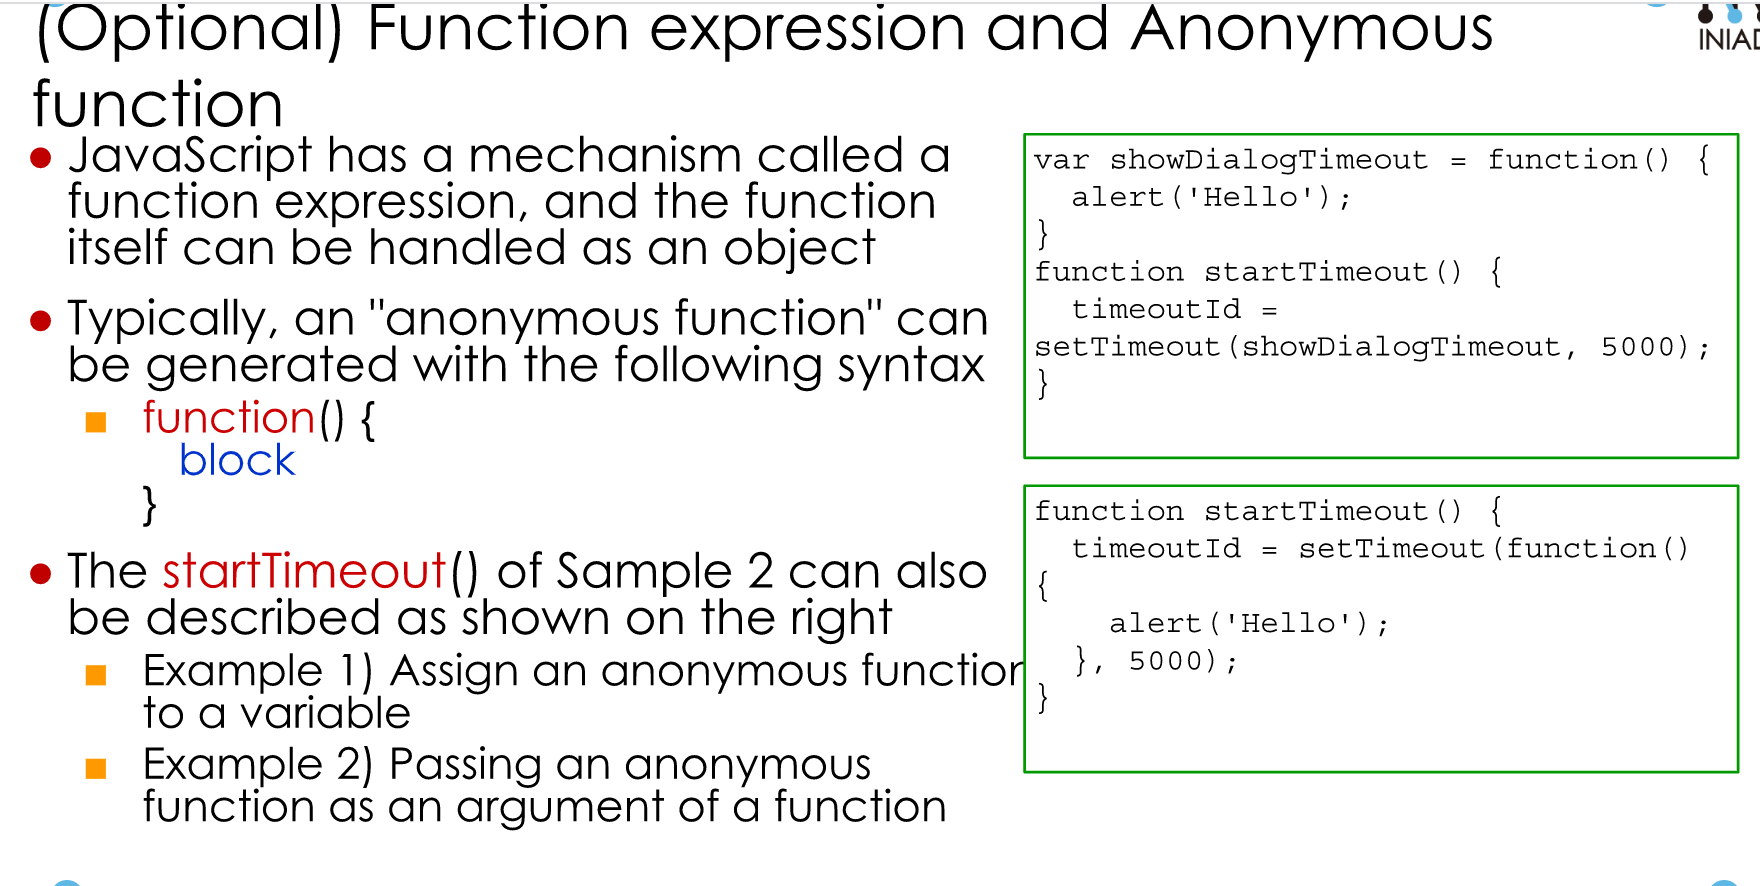 (Optional) Function expression and Anonymous
function
INIAD
● JavaScript has a mechanism called a
function expression, and the function
itself can be handled as an object
● Typically, an "anonymous function" can
be generated with the following syntax
■ function() {
block
}
● The startTimeout() of Sample 2 can also
be described as shown on the right
■ Example 1) Assign an anonymous function
to a variable
■ Example 2) Passing an anonymous
function as an argument of a function
var showDialogTimeout = function() {
  alert('Hello');
}
function startTimeout() {
  timeoutId =
setTimeout(showDialogTimeout, 5000);
}
function startTimeout() {
  timeoutId = setTimeout(function()
{
    alert('Hello');
  }, 5000);
}